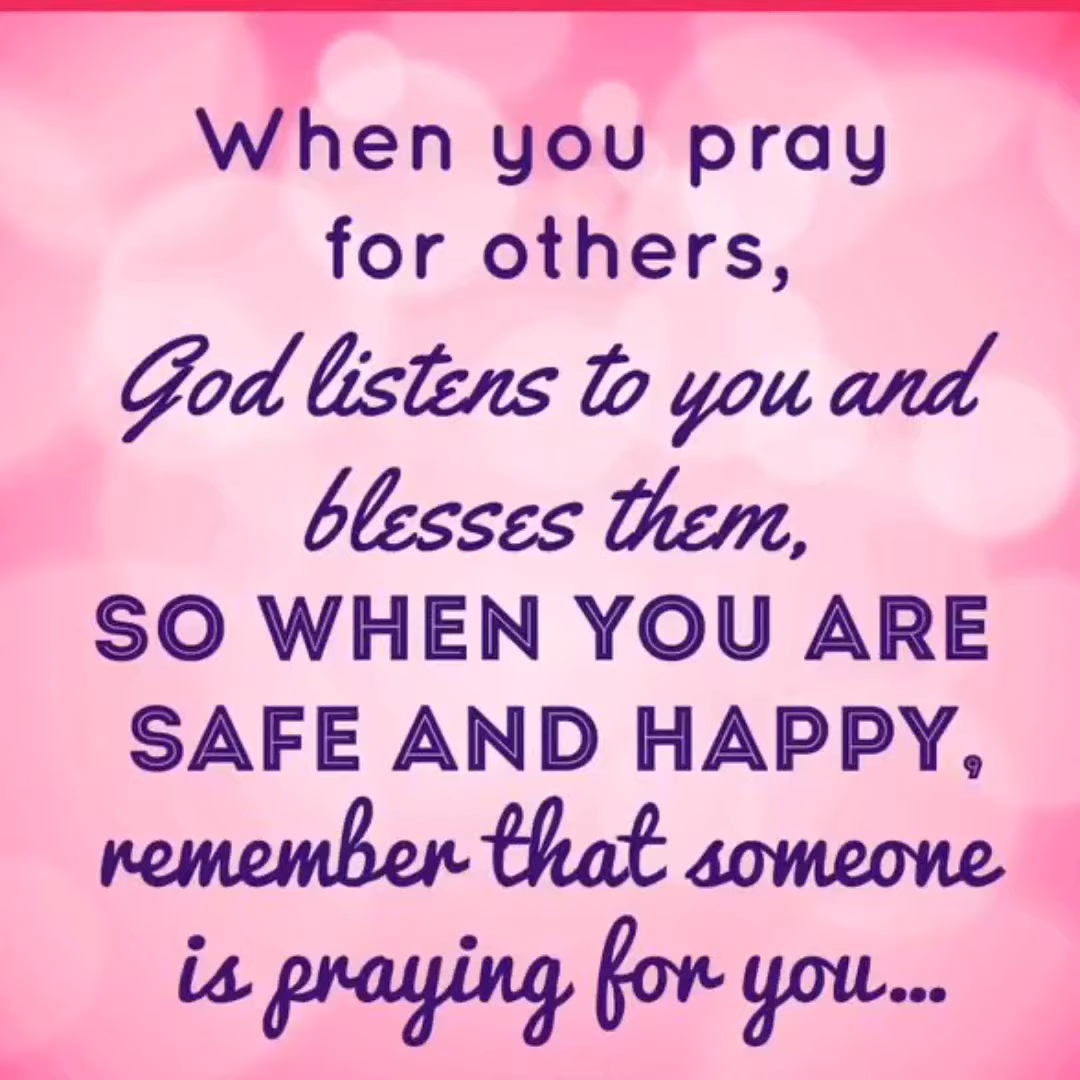 When you pray
for others,
God listens to you and
blesses them,
SO WHEN YOU ARE
SAFE AND HAPPY,
remember that someone
is praying for you...